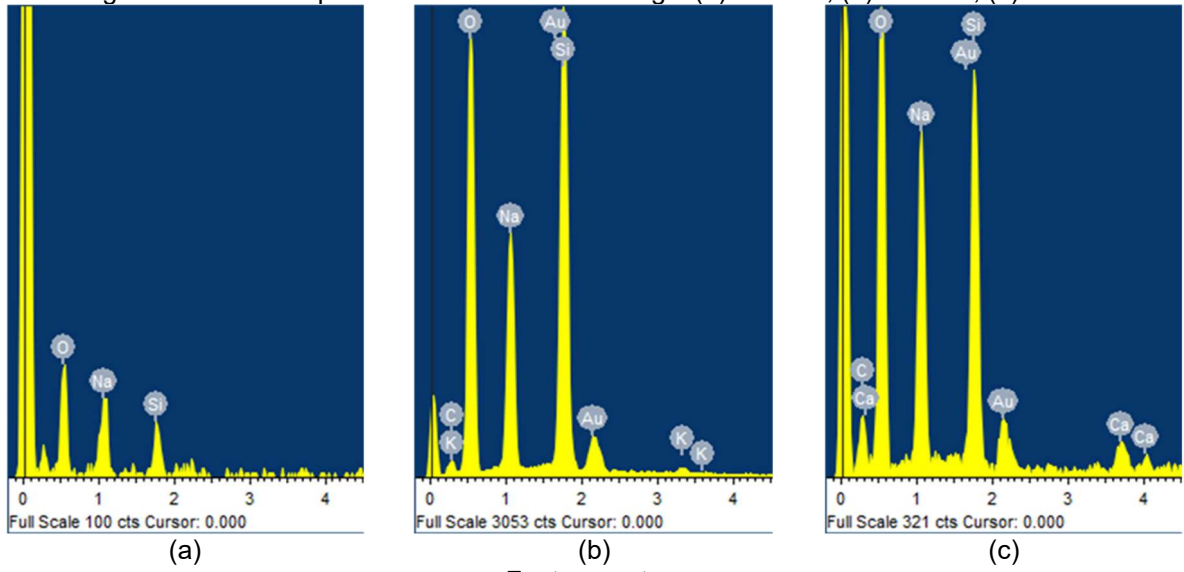 O
Na
Si
0 1 2 3 4
Full Scale 100 cts Cursor: 0.000
(a)
O
Au
Si
Na
C
K
Au
K
K
0 1 2 3 4
Full Scale 3053 cts Cursor: 0.000
(b)
O
Si
Au
Na
C
Ca
Au
Ca
Ca
0 1 2 3 4
Full Scale 321 cts Cursor: 0.000
(c)